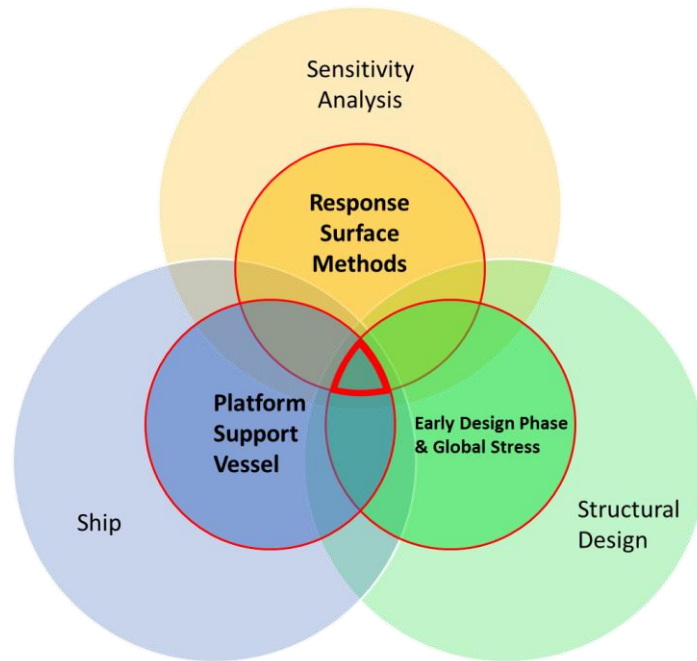 Sensitivity
Analysis
Response
Surface
Methods
Platform
Support
Vessel
Early Design Phase
& Global Stress
Ship
Structural
Design